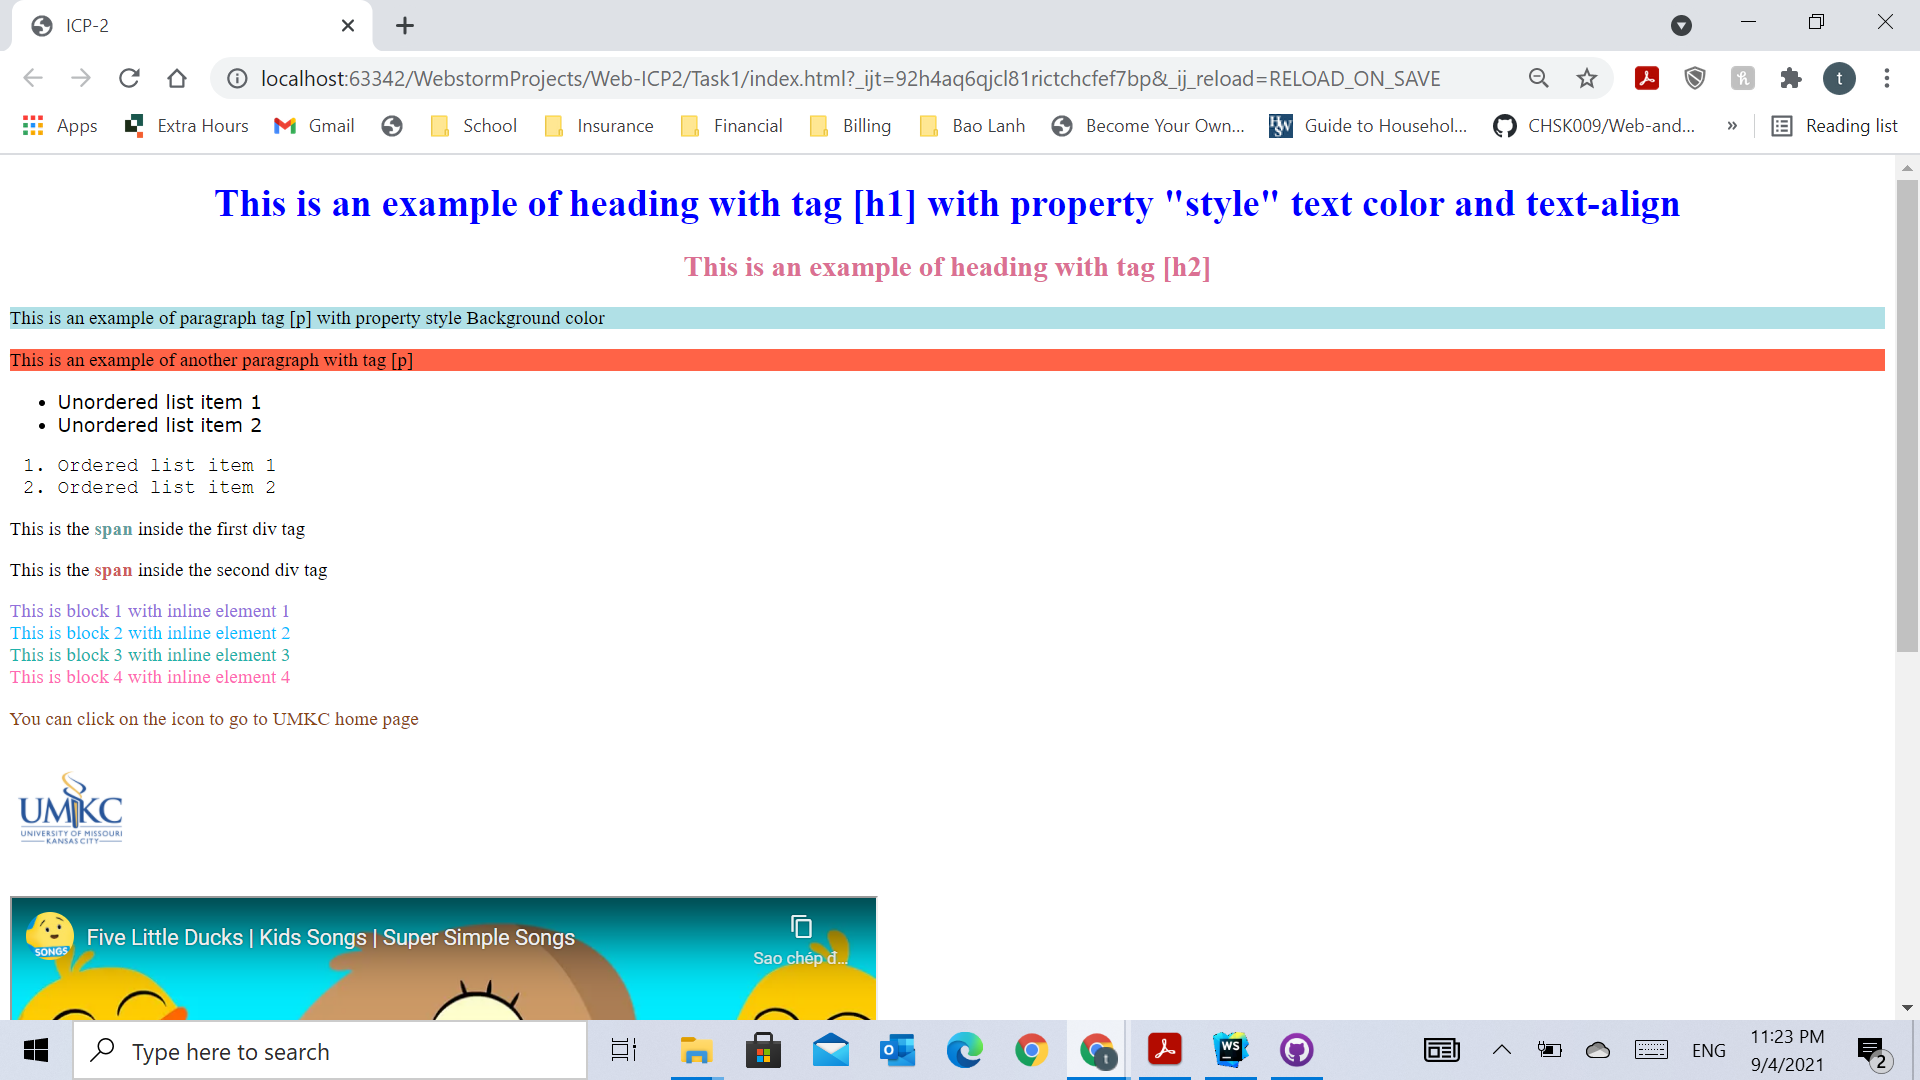 ICP-2
localhost:63342/WebstormProjects/Web-ICP2/Task1/index.html?_ijt=92h4aq6qjcl81rictchcfef7bp&_ij_reload=RELOAD_ON_SAVE
t
Apps Extra Hours Gmail School Insurance Financial Billing Bao Lanh Become Your Own... HSW Guide to Househol... CHSK009/Web-and... » Reading list
This is an example of heading with tag [h1] with property "style" text color and text-align
This is an example of heading with tag [h2]
This is an example of paragraph tag [p] with property style Background color
This is an example of another paragraph with tag [p]
• Unordered list item 1
• Unordered list item 2
1. Ordered list item 1
2. Ordered list item 2
This is the span inside the first div tag
This is the span inside the second div tag
This is block 1 with inline element 1
This is block 2 with inline element 2
This is block 3 with inline element 3
This is block 4 with inline element 4
You can click on the icon to go to UMKC home page
UMKC
UNIVERSITY OF MISSOURI
KANSAS CITY
SONGS
Five Little Ducks | Kids Songs | Super Simple Songs
Sao chép đ...
Type here to search
t
WS
ENG
11:23 PM
9/4/2021
2